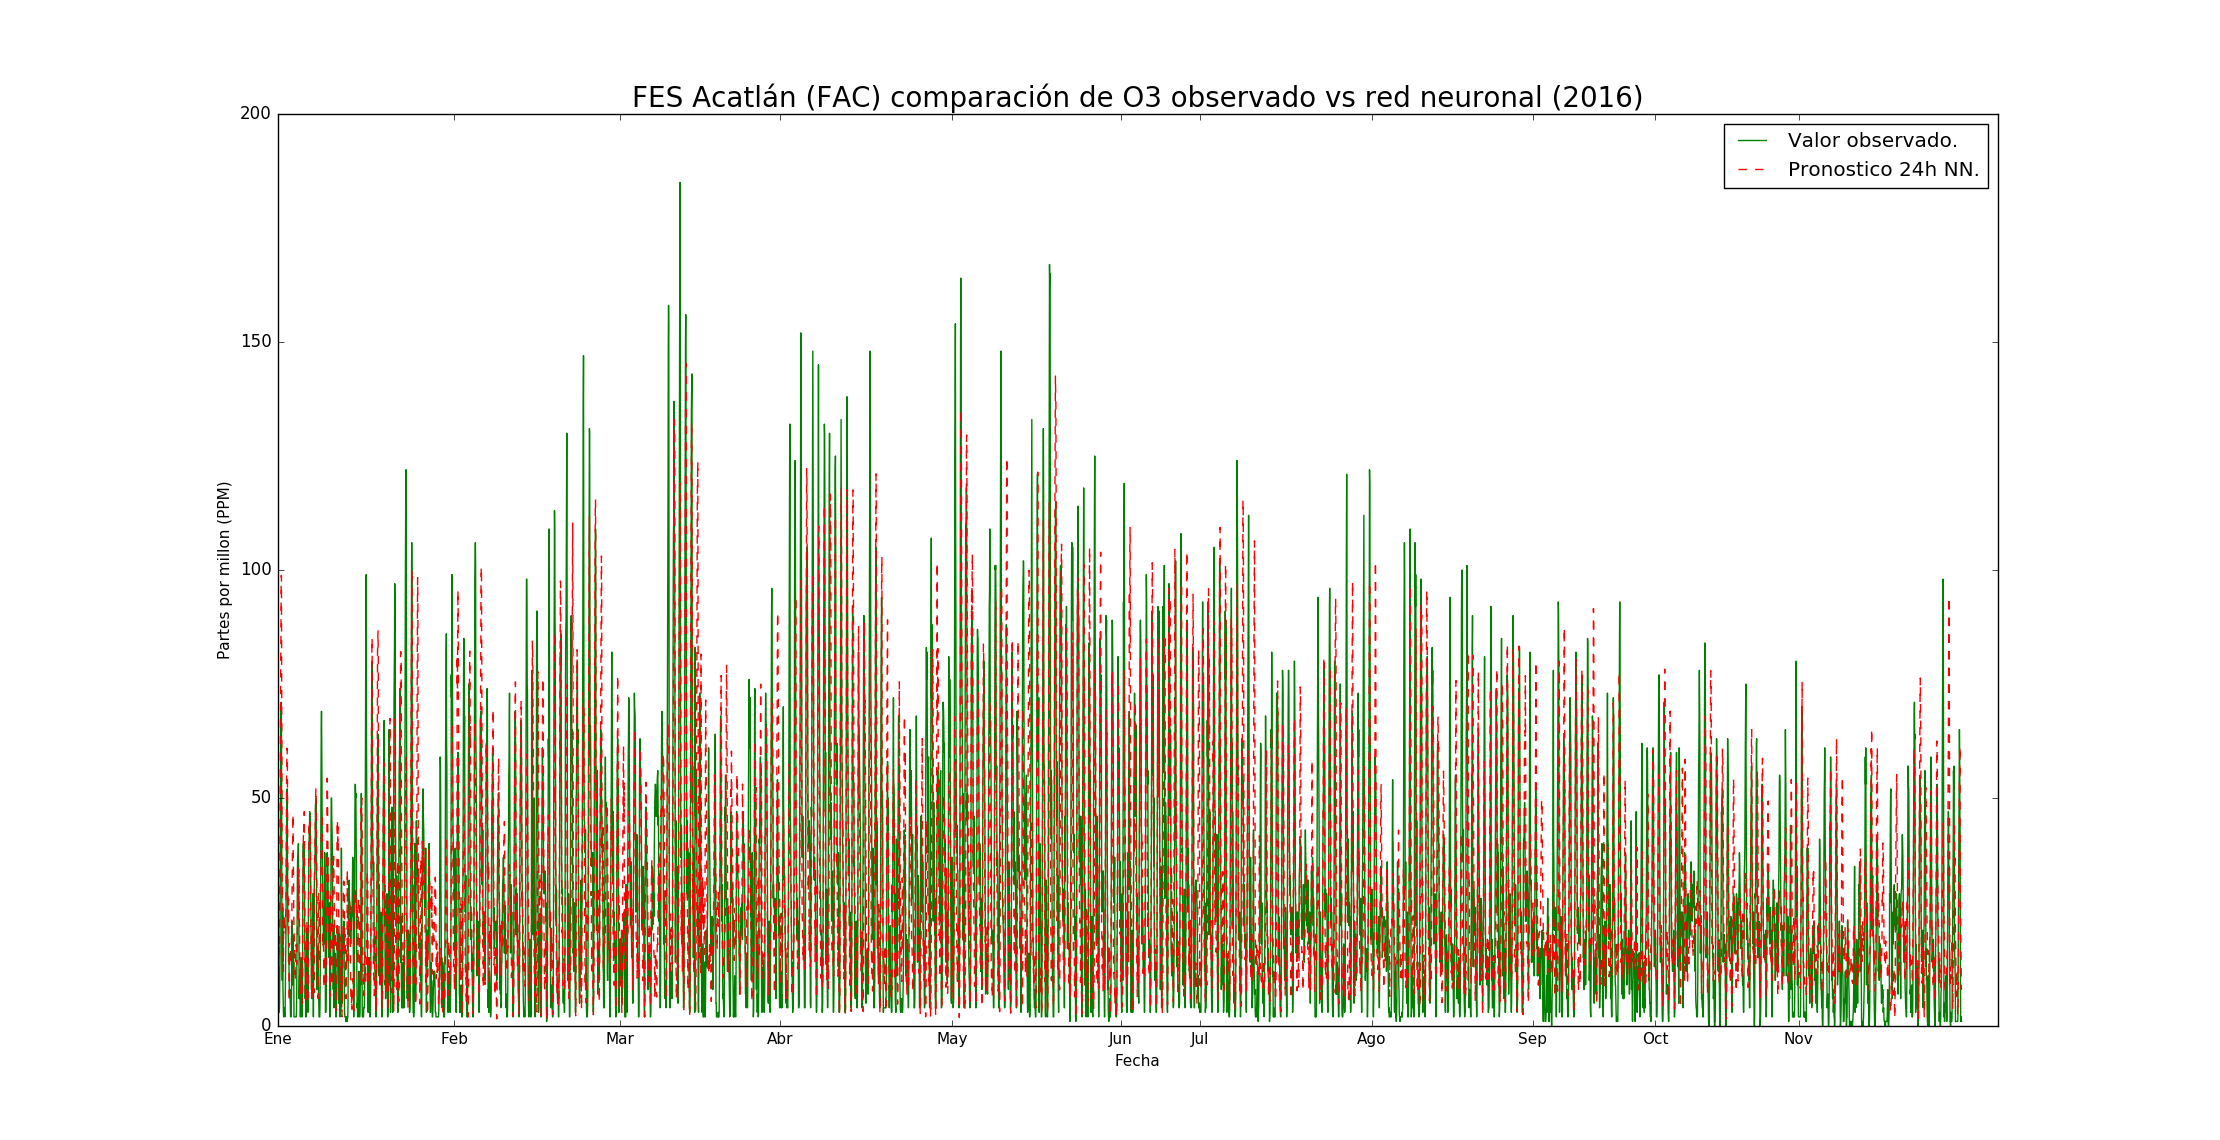 FES Acatlán (FAC) comparación de O3 observado vs red neuronal (2016)
Valor observado.
Pronostico 24h NN.
Partes por millon (PPM)
200
150
100
50
0
Ene Feb Mar Abr May Jun Jul Ago Sep Oct Nov
Fecha